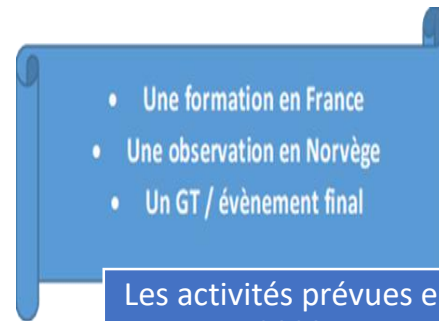 • Une formation en France
• Une observation en Norvège
• Un GT / évènement final
Les activités prévues e